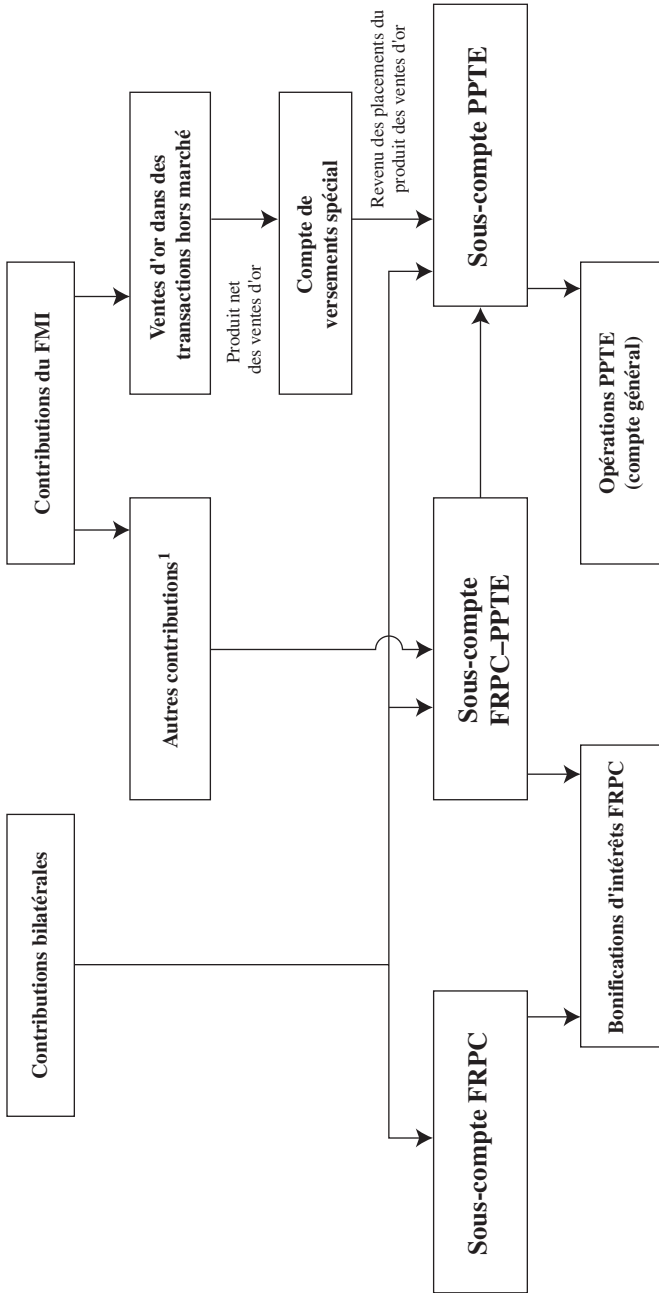 Contributions bilatérales
Contributions du FMI
Autres contributions¹
Ventes d'or dans des
transactions hors marché
Produit net
des ventes d'or
Compte de
versements spécial
Revenu des placements du
produit des ventes d'or
Sous-compte FRPC
Sous-compte
FRPC–PPTE
Sous-compte PPTE
Bonifications d'intérêts FRPC
Opérations PPTE
(compte général)